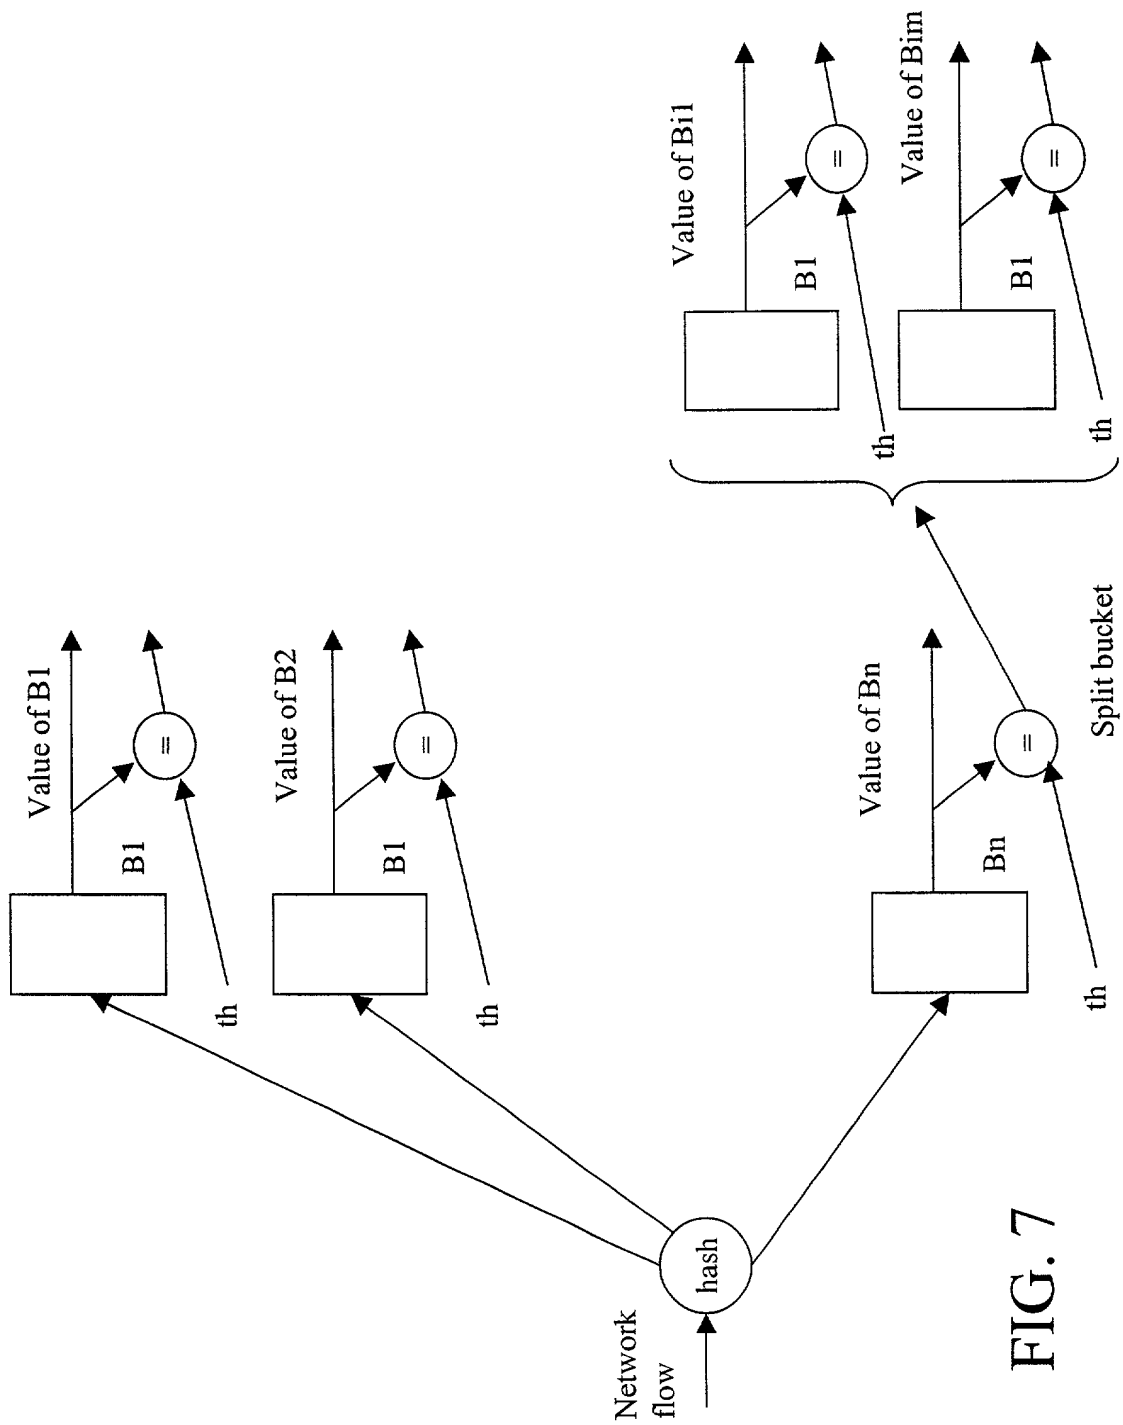 Network
flow
hash
th
B1
Value of B1
=
th
B1
Value of B2
=
th
Bn
Value of Bn
=
Split bucket
th
B1
Value of Bi1
=
th
B1
Value of Bim
=
FIG. 7